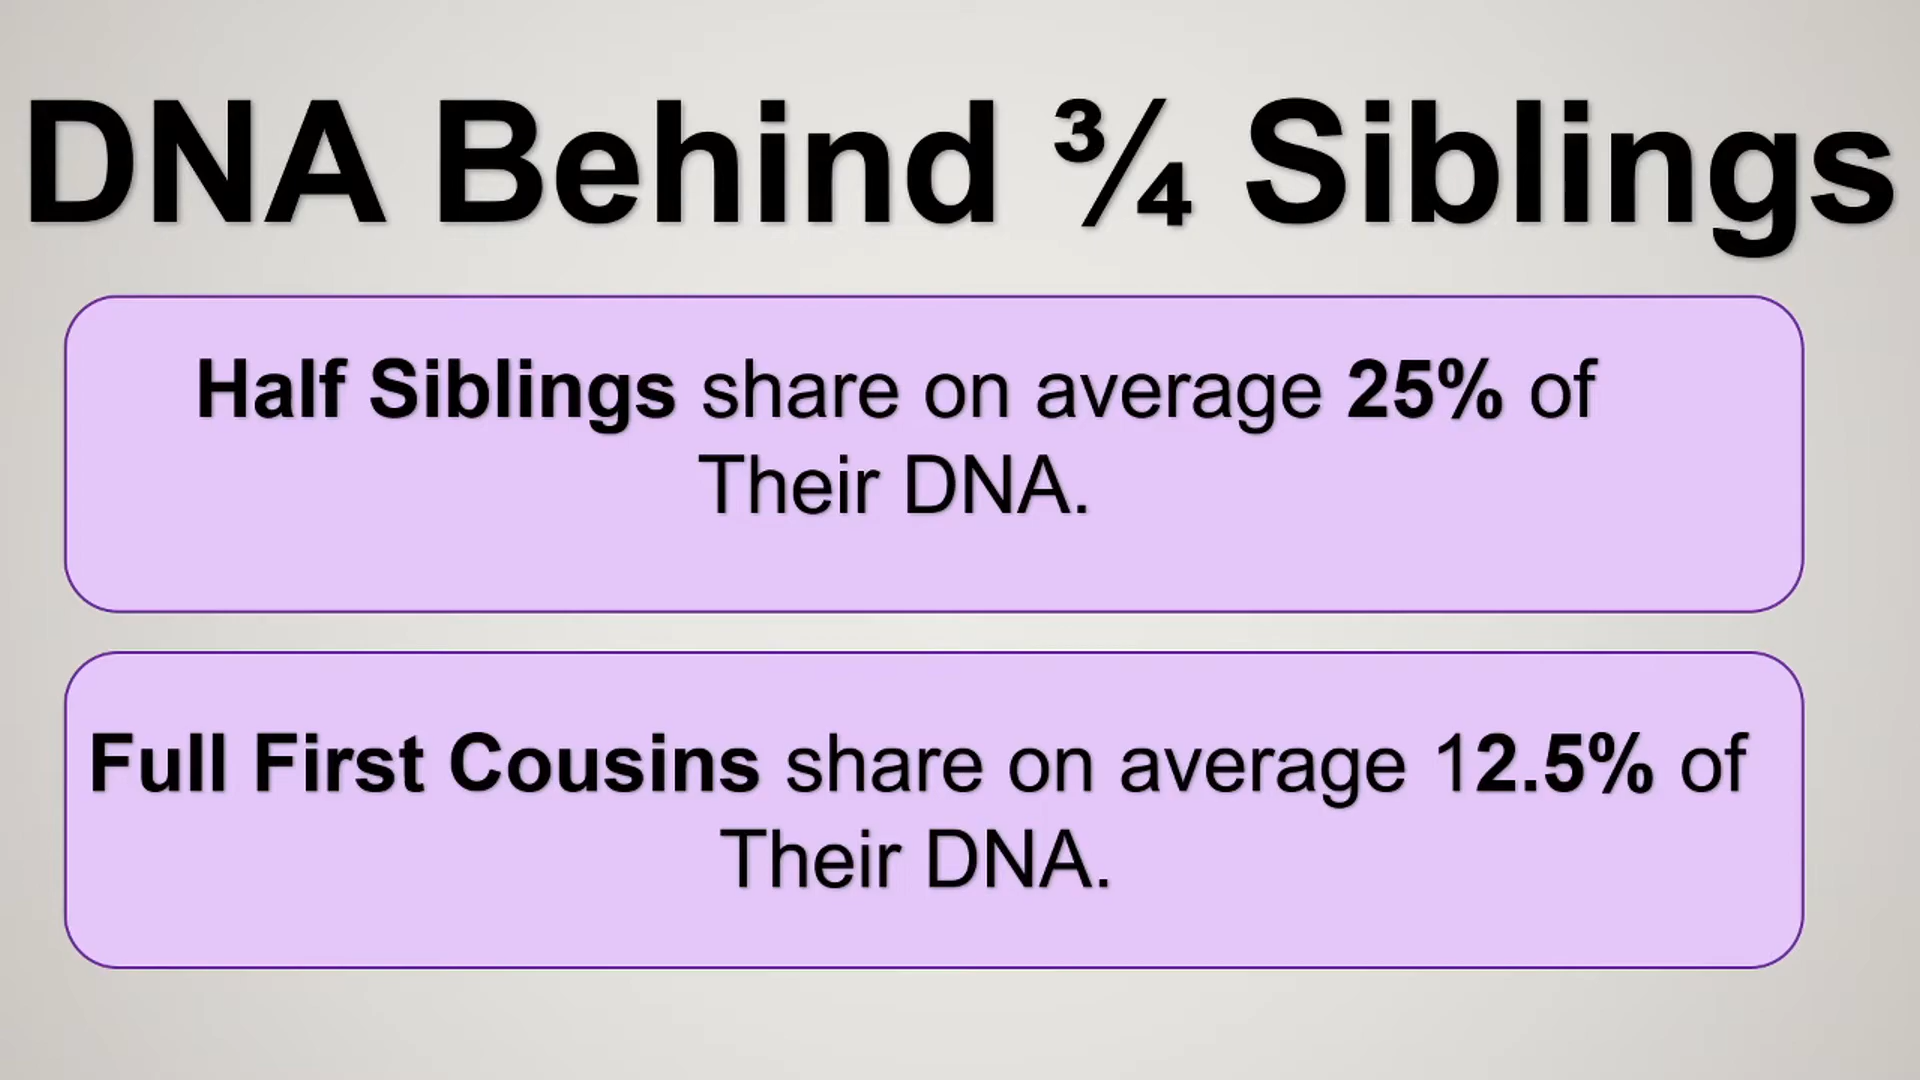 DNA Behind ¾ Siblings
Half Siblings share on average 25% of
Their DNA.
Full First Cousins share on average 12.5% of
Their DNA.